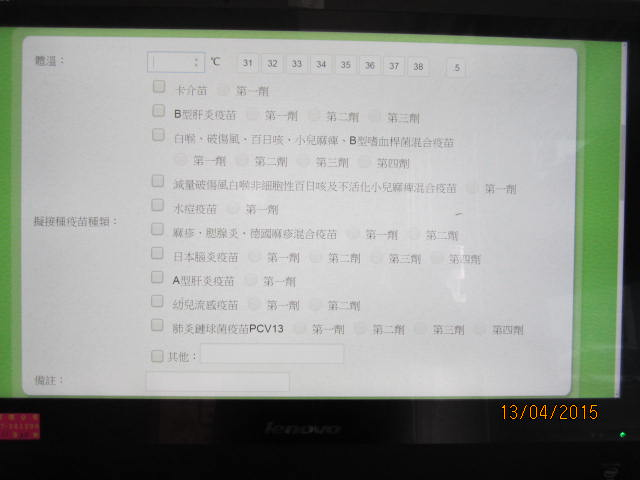 體溫： ℃ 31 32 33 34 35 36 37 38 .5
卡介苗 第一劑
B型肝炎疫苗 第一劑 第二劑 第三劑
白喉、破傷風、百日咳、小兒麻痺、B型嗜血桿菌混合疫苗
第一劑 第二劑 第三劑 第四劑
減量破傷風白喉非細胞性百日咳及不活化小兒麻痺混合疫苗 第一劑
水痘疫苗 第一劑
擬接種疫苗種類：
麻疹、腮腺炎、德國麻疹混合疫苗 第一劑 第二劑
日本腦炎疫苗 第一劑 第二劑 第三劑 第四劑
A型肝炎疫苗 第一劑
幼兒流感疫苗 第一劑 第二劑
肺炎鏈球菌疫苗PCV13 第一劑 第二劑 第三劑 第四劑
其他：
備註：
lenovo
13/04/2015